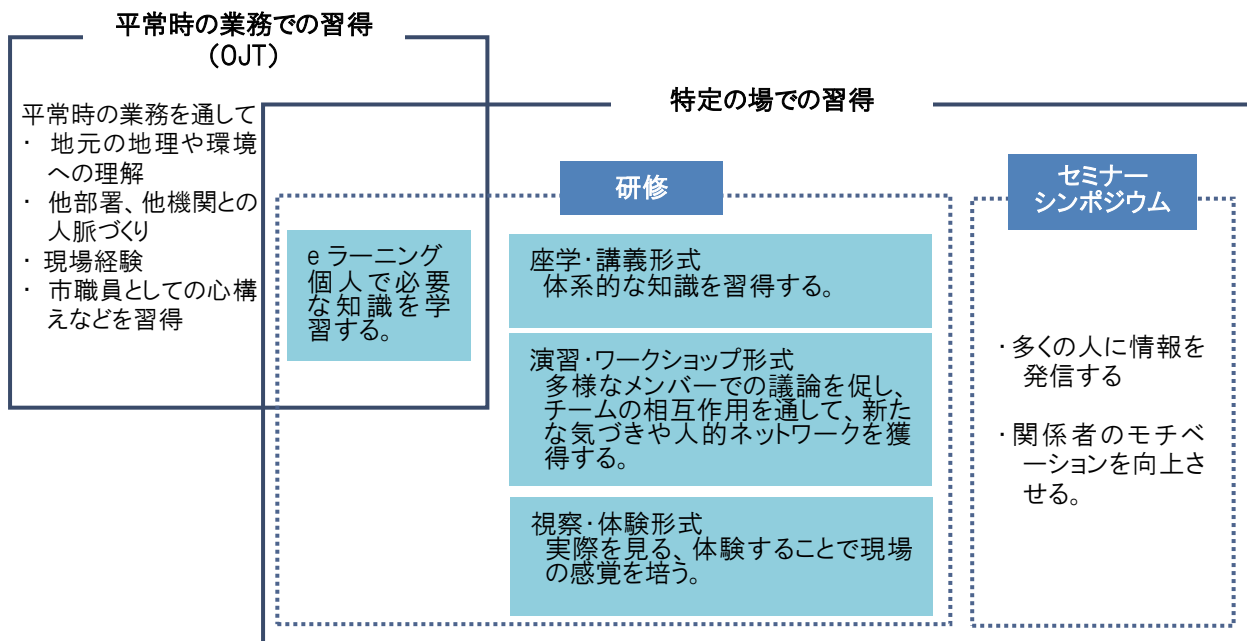 平常時の業務での習得
(OJT)
平常時の業務を通して
・ 地元の地理や環境
への理解
・ 他部署、他機関との
人脈づくり
・ 現場経験
・ 市職員としての心構
えなどを習得
特定の場での習得
研修
e ラーニング
個人で必要
な知識を学
習する。
座学・講義形式
体系的な知識を習得する。
演習・ワークショップ形式
多様なメンバーでの議論を促し、
チームの相互作用を通して、新た
な気づきや人的ネットワークを獲
得する。
視察・体験形式
実際を見る、体験することで現場
の感覚を培う。
セミナー
シンポジウム
・多くの人に情報を
発信する
・関係者のモチベ
ーションを向上さ
せる。